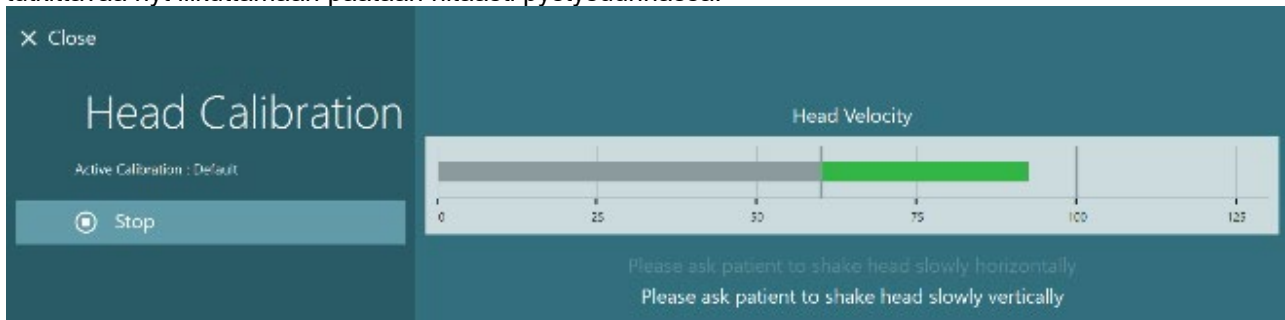 X Close
Head Calibration
Active Calibration : Default
Stop
Head Velocity
0 25 50 75 100 125
Please ask patient to shake head slowly horizontally
Please ask patient to shake head slowly vertically